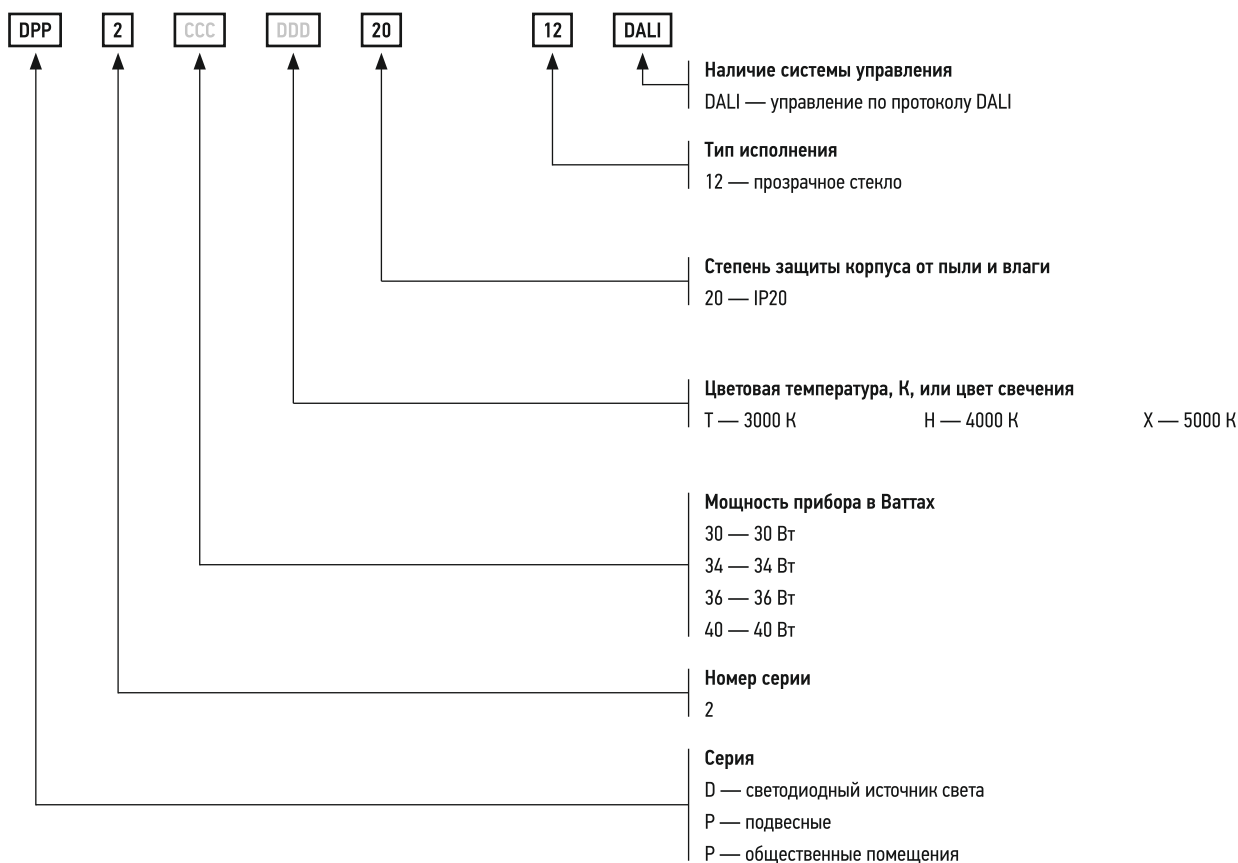 DPP 2 CCC DDD 20 12 DALI
Наличие системы управления
DALI — управление по протоколу DALI
Тип исполнения
12 — прозрачное стекло
Степень защиты корпуса от пыли и влаги
20 — IP20
Цветовая температура, К, или цвет свечения
Т — 3000 К Н — 4000 К Х — 5000 К
Мощность прибора в Ваттах
30 — 30 Вт
34 — 34 Вт
36 — 36 Вт
40 — 40 Вт
Номер серии
2
Серия
D — светодиодный источник света
P — подвесные
P — общественные помещения